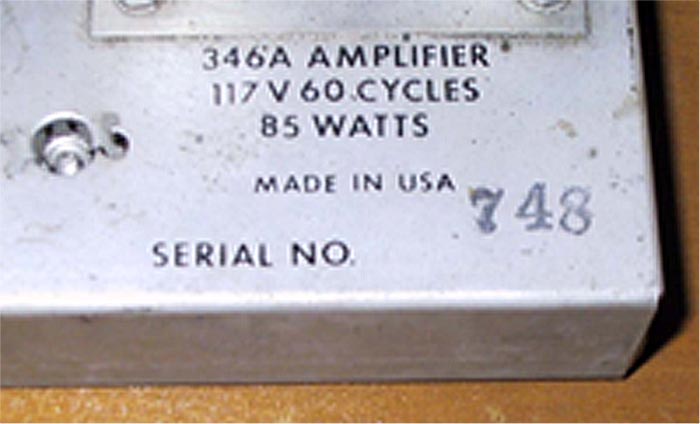 346A AMPLIFIER
117 V 60 CYCLES
85 WATTS
MADE IN USA
748
SERIAL NO.